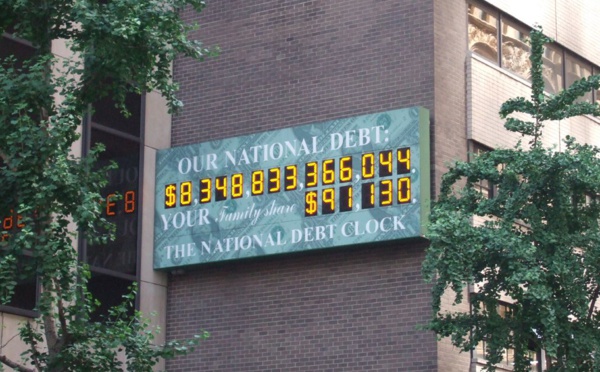 OUR NATIONAL DEBT:
$8,348,833,366,044.
YOUR Family share $91,130.
THE NATIONAL DEBT CLOCK